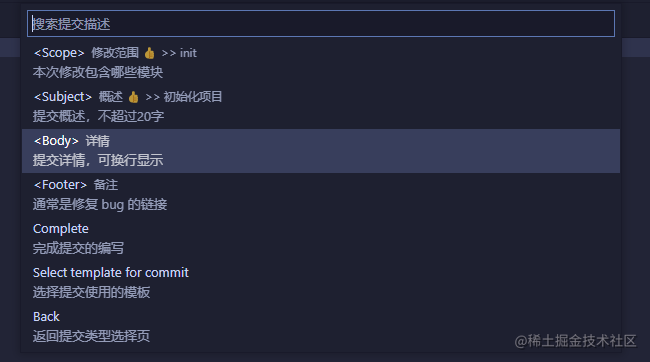 搜索提交描述
<Scope> 修改范围 👍 >> init
本次修改包含哪些模块
<Subject> 概述 👍 >> 初始化项目
提交概述，不超过20字
<Body> 详情
提交详情，可换行显示
<Footer> 备注
通常是修复 bug 的链接
Complete
完成提交的编写
Select template for commit
选择提交使用的模板
Back
返回提交类型选择页
@稀土掘金技术社区